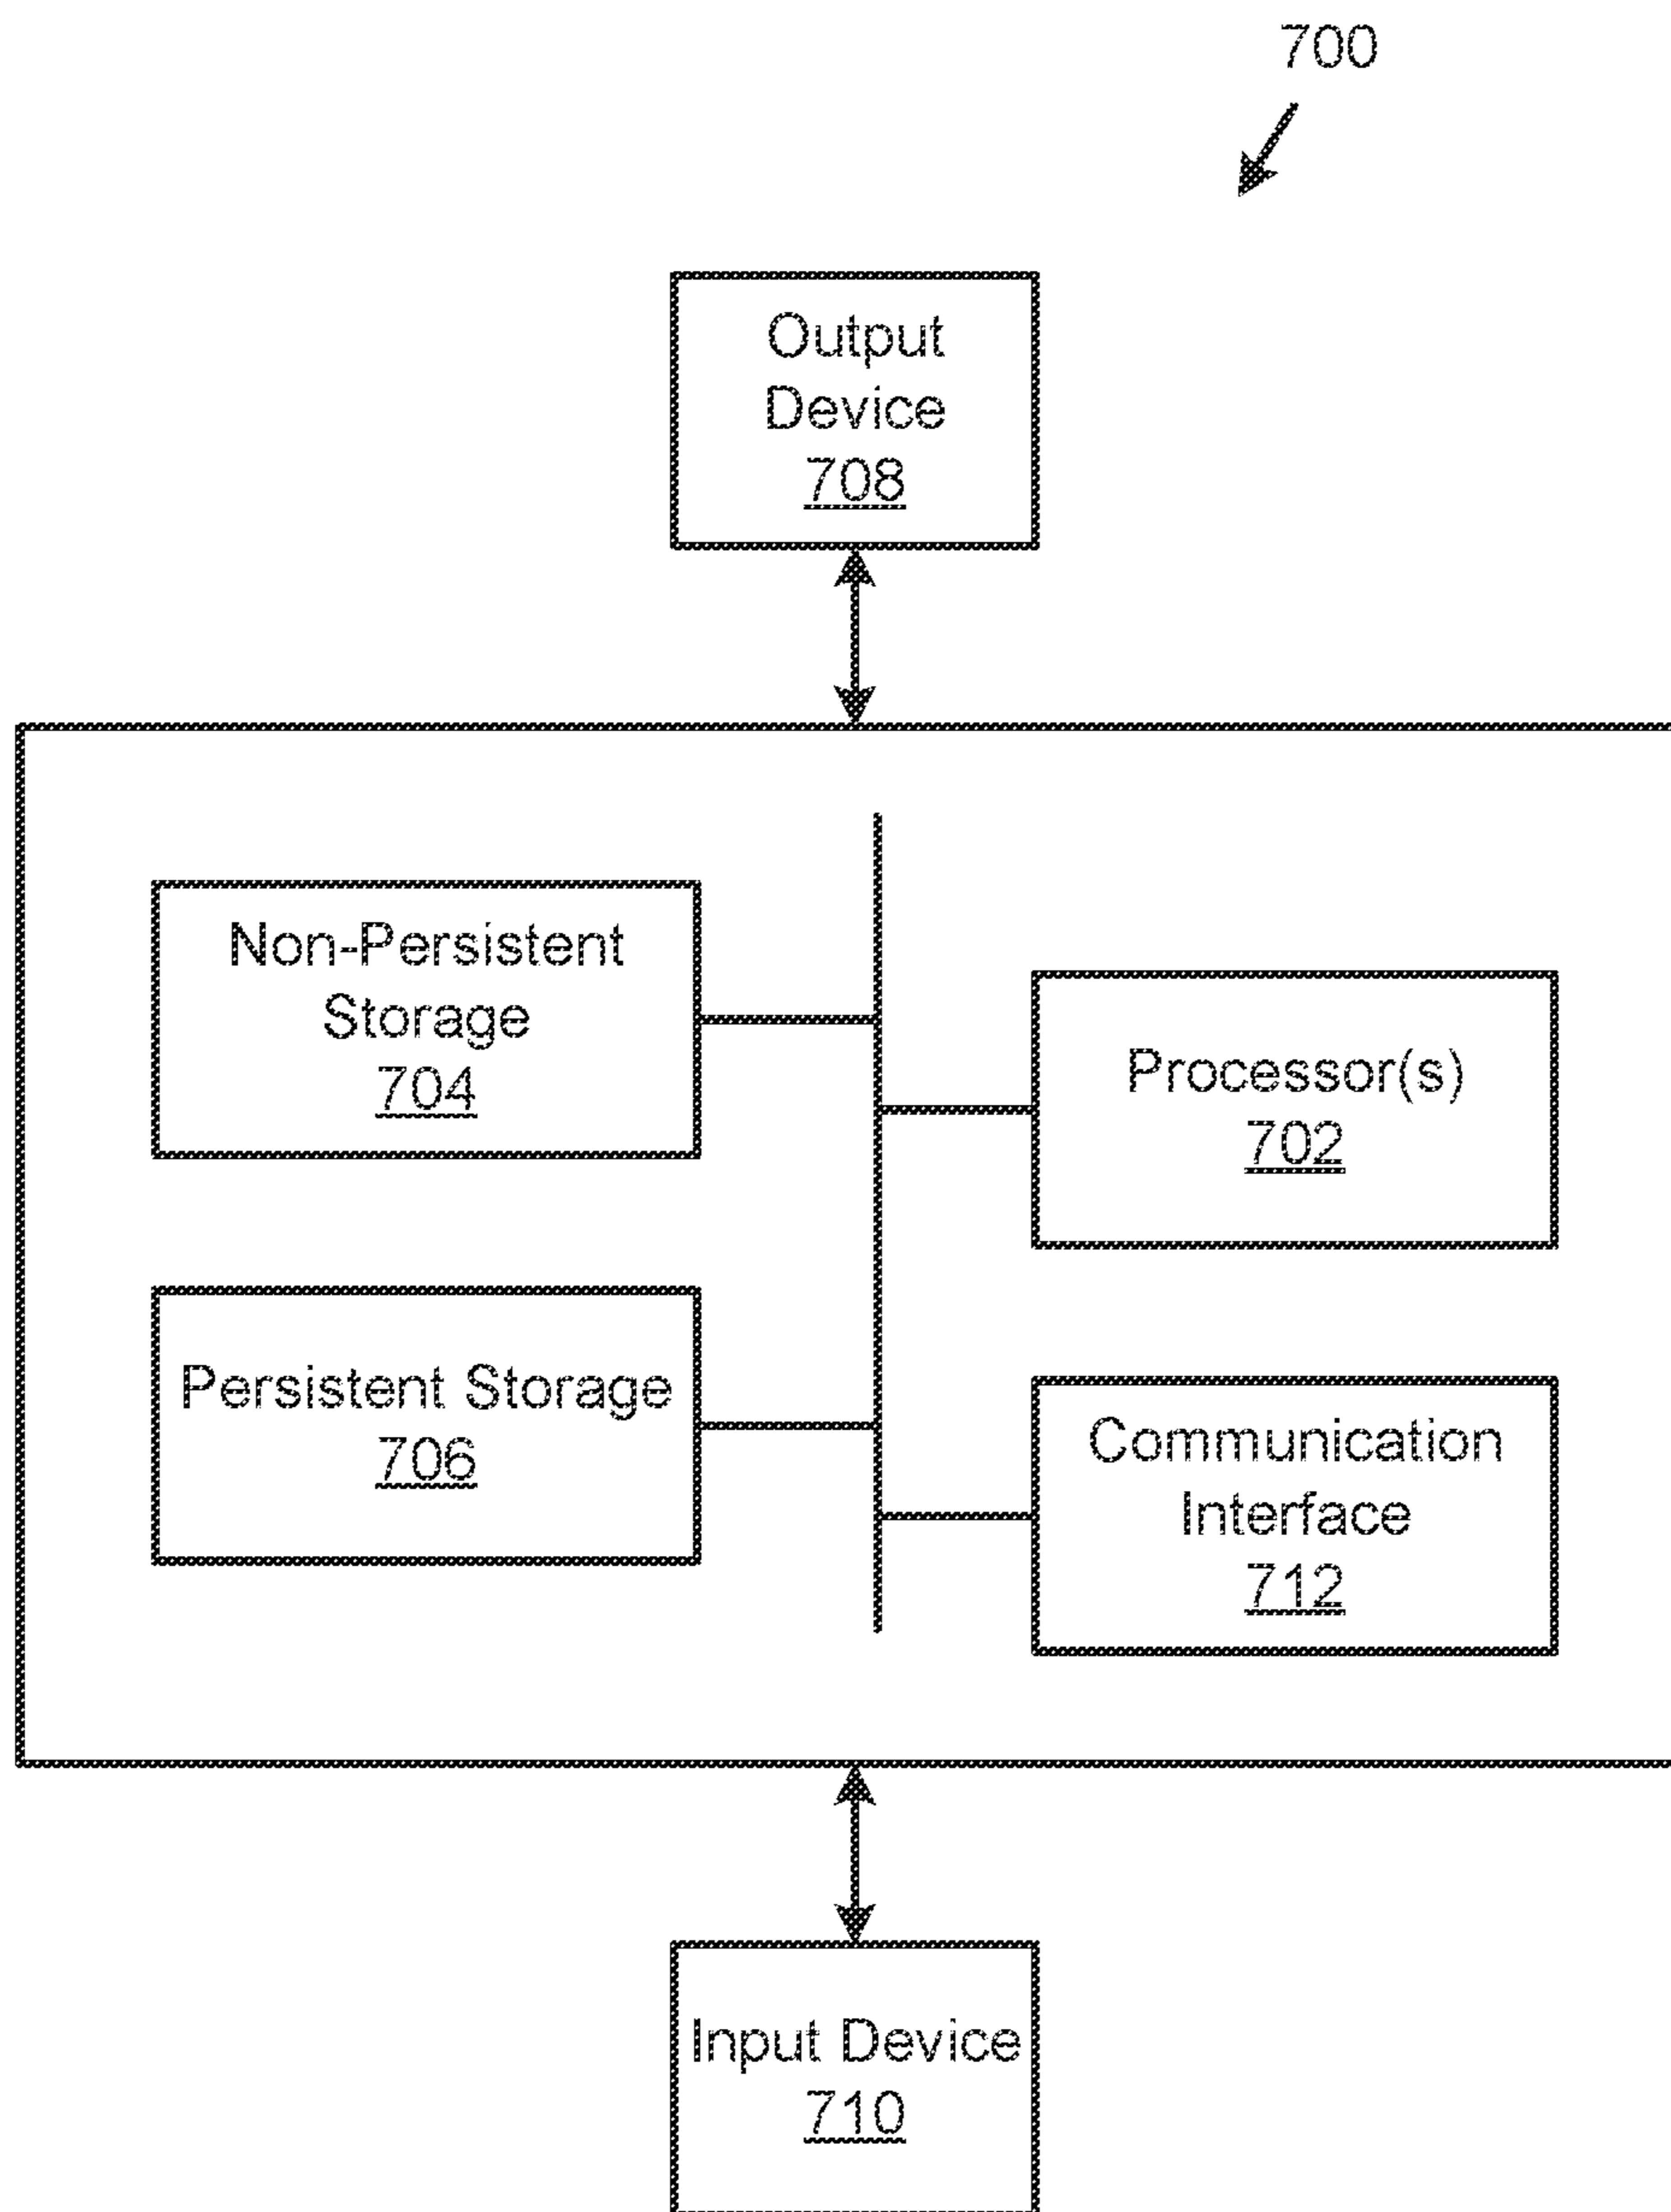 700
Output
Device
708
Non-Persistent
Storage
704
Processor(s)
702
Persistent Storage
706
Communication
Interface
712
Input Device
710